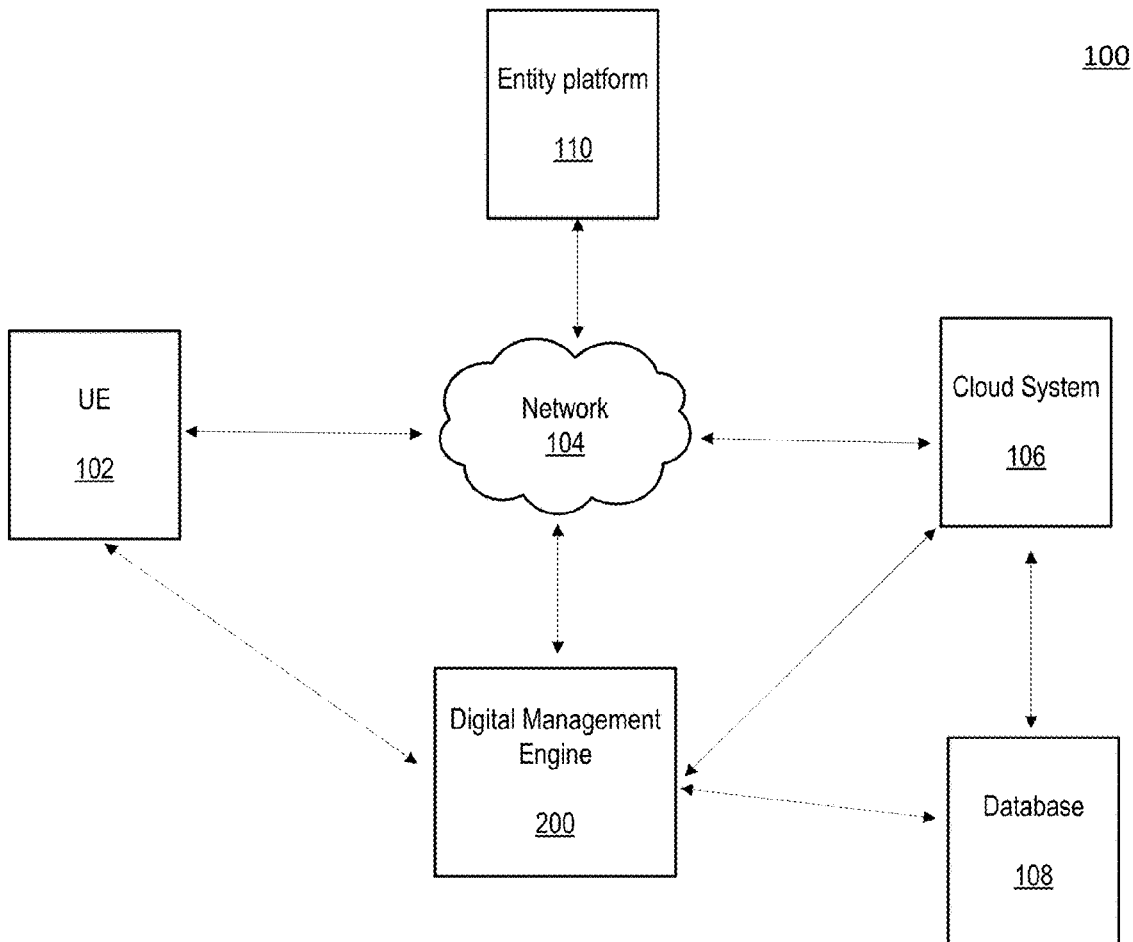 100
Entity platform
110
UE
102
Network
104
Cloud System
106
Digital Management
Engine
200
Database
108